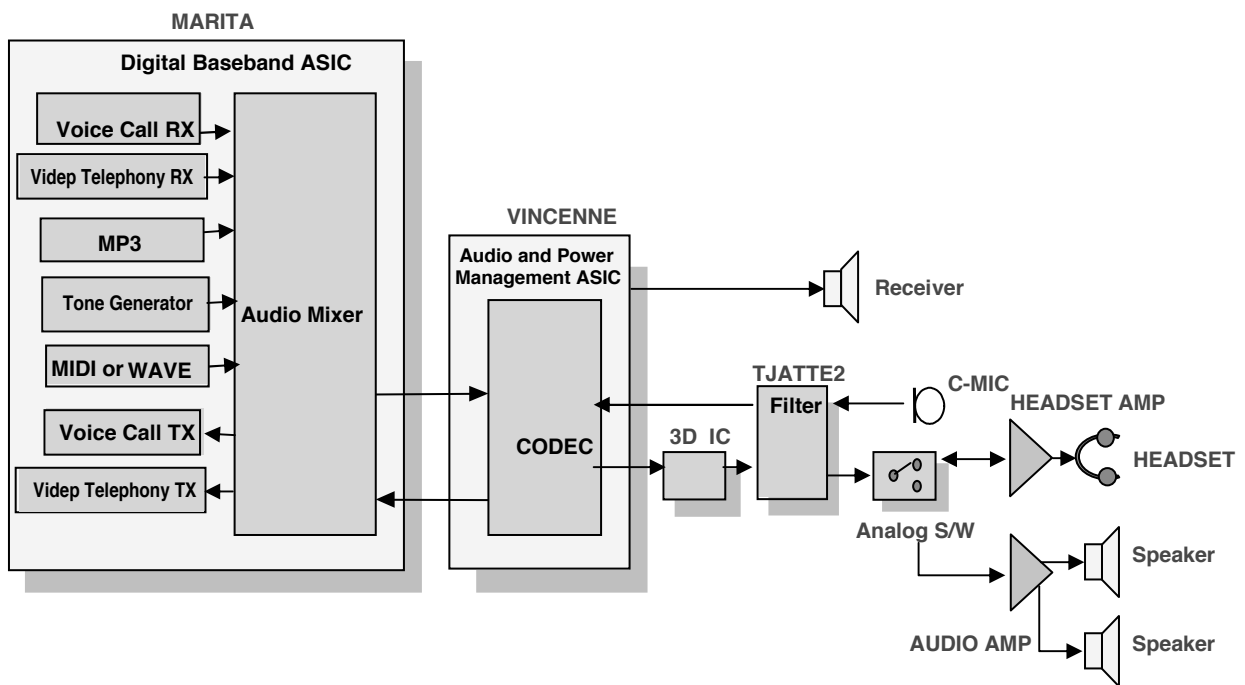 MARITA
Digital Baseband ASIC
Voice Call RX
Videp Telephony RX
MP3
Tone Generator
MIDI or WAVE
Voice Call TX
Videp Telephony TX
Audio Mixer
VINCENNE
Audio and Power
Management ASIC
CODEC
Receiver
TJATTE2
Filter
C-MIC
3D IC
HEADSET AMP
HEADSET
Analog S/W
AUDIO AMP
Speaker
Speaker